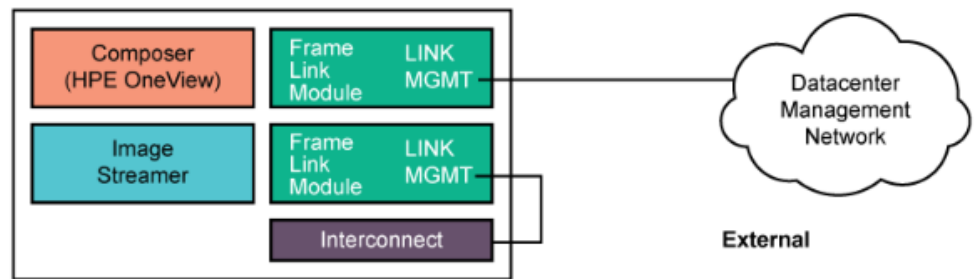 Composer
(HPE OneView)
Frame LINK
Link MGMT
Module
Datacenter
Management
Network
Image
Streamer
Frame LINK
Link MGMT
Module
Interconnect
External